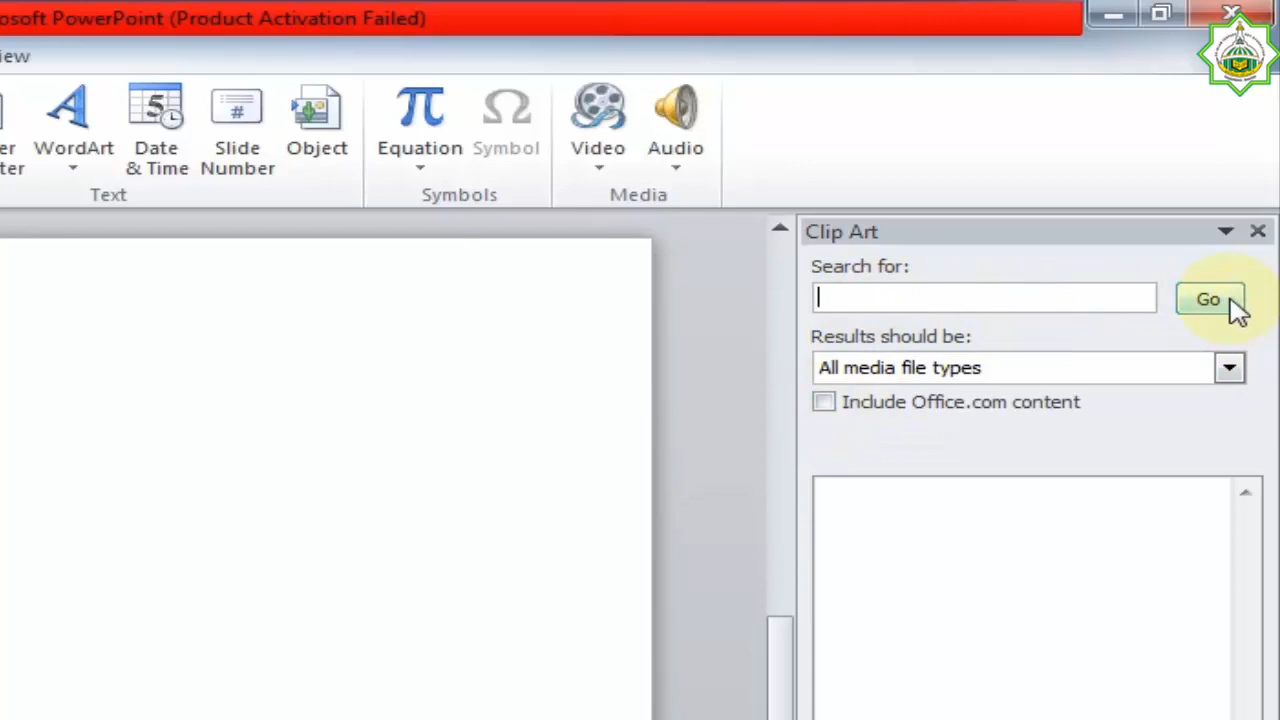 osoft PowerPoint (Product Activation Failed)
iew
er
ter
WordArt
Date
& Time
Slide
Number
Object
Equation
Symbol
Video
Audio
Text
Symbols
Media
Clip Art
Search for:
Go
Results should be:
All media file types
Include Office.com content